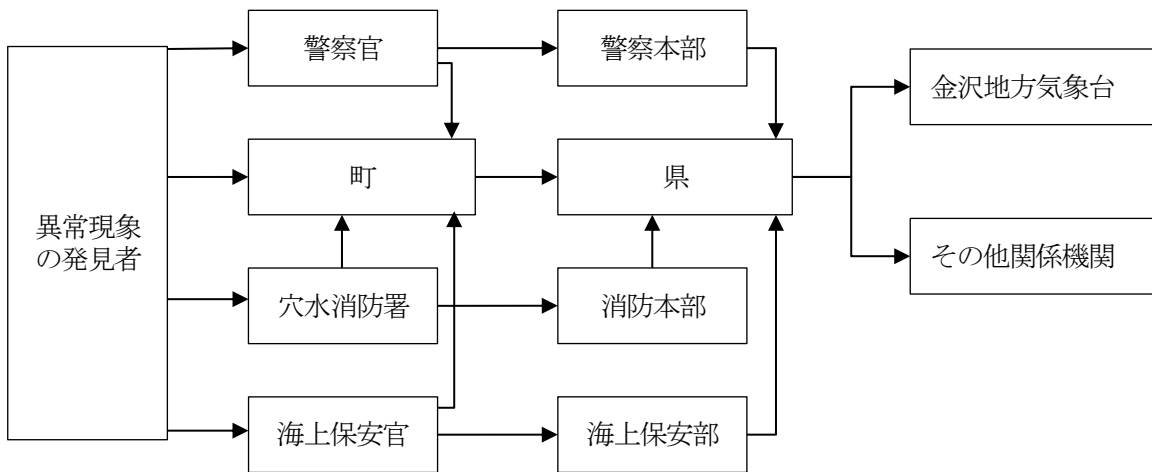 異常現象
の発見者
警察官
警察本部
町
県
穴水消防署
消防本部
海上保安官
海上保安部
金沢地方気象台
その他関係機関